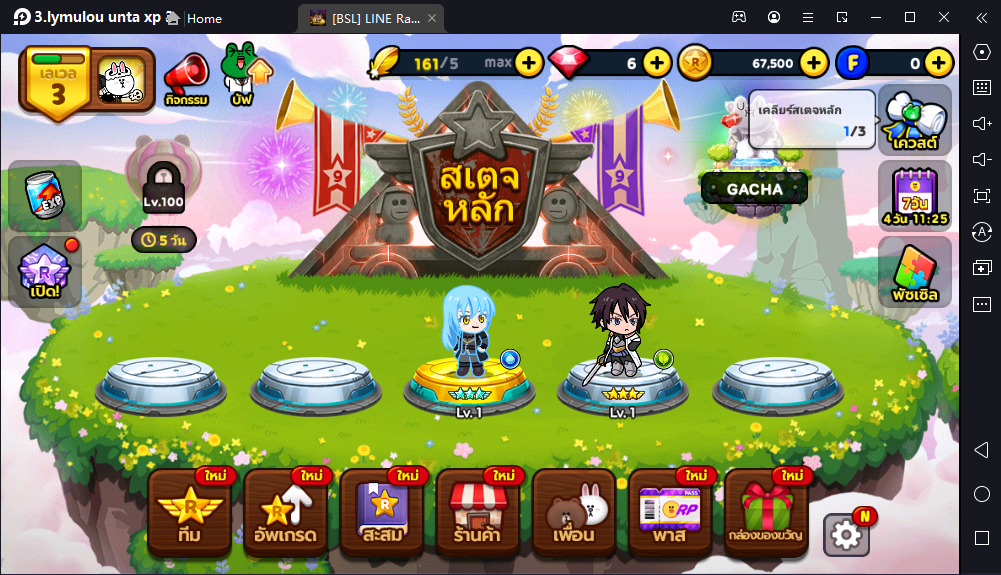 3.lymulou unta xp
Home
[BSL] LINE Ra...
เลเวล
3
กิจกรรม
บัฟ
161/5
max
6
R
67,500
F
0
เคลียร์สเตจหลัก
1/3
เควสต์
9
สเตจ
หลัก
9
GACHA
EXP
Lv.100
5 วัน
7วัน
4วัน 11:25
R
เปิด!
พัซเซิล
Lv.1
Lv.1
ใหม่
ใหม่
ใหม่
ใหม่
ใหม่
ใหม่
R
R
R
PASS
RP
N
ทีม
อัพเกรด
สะสม
ร้านค้า
เพื่อน
พาส
กล่องของขวัญ